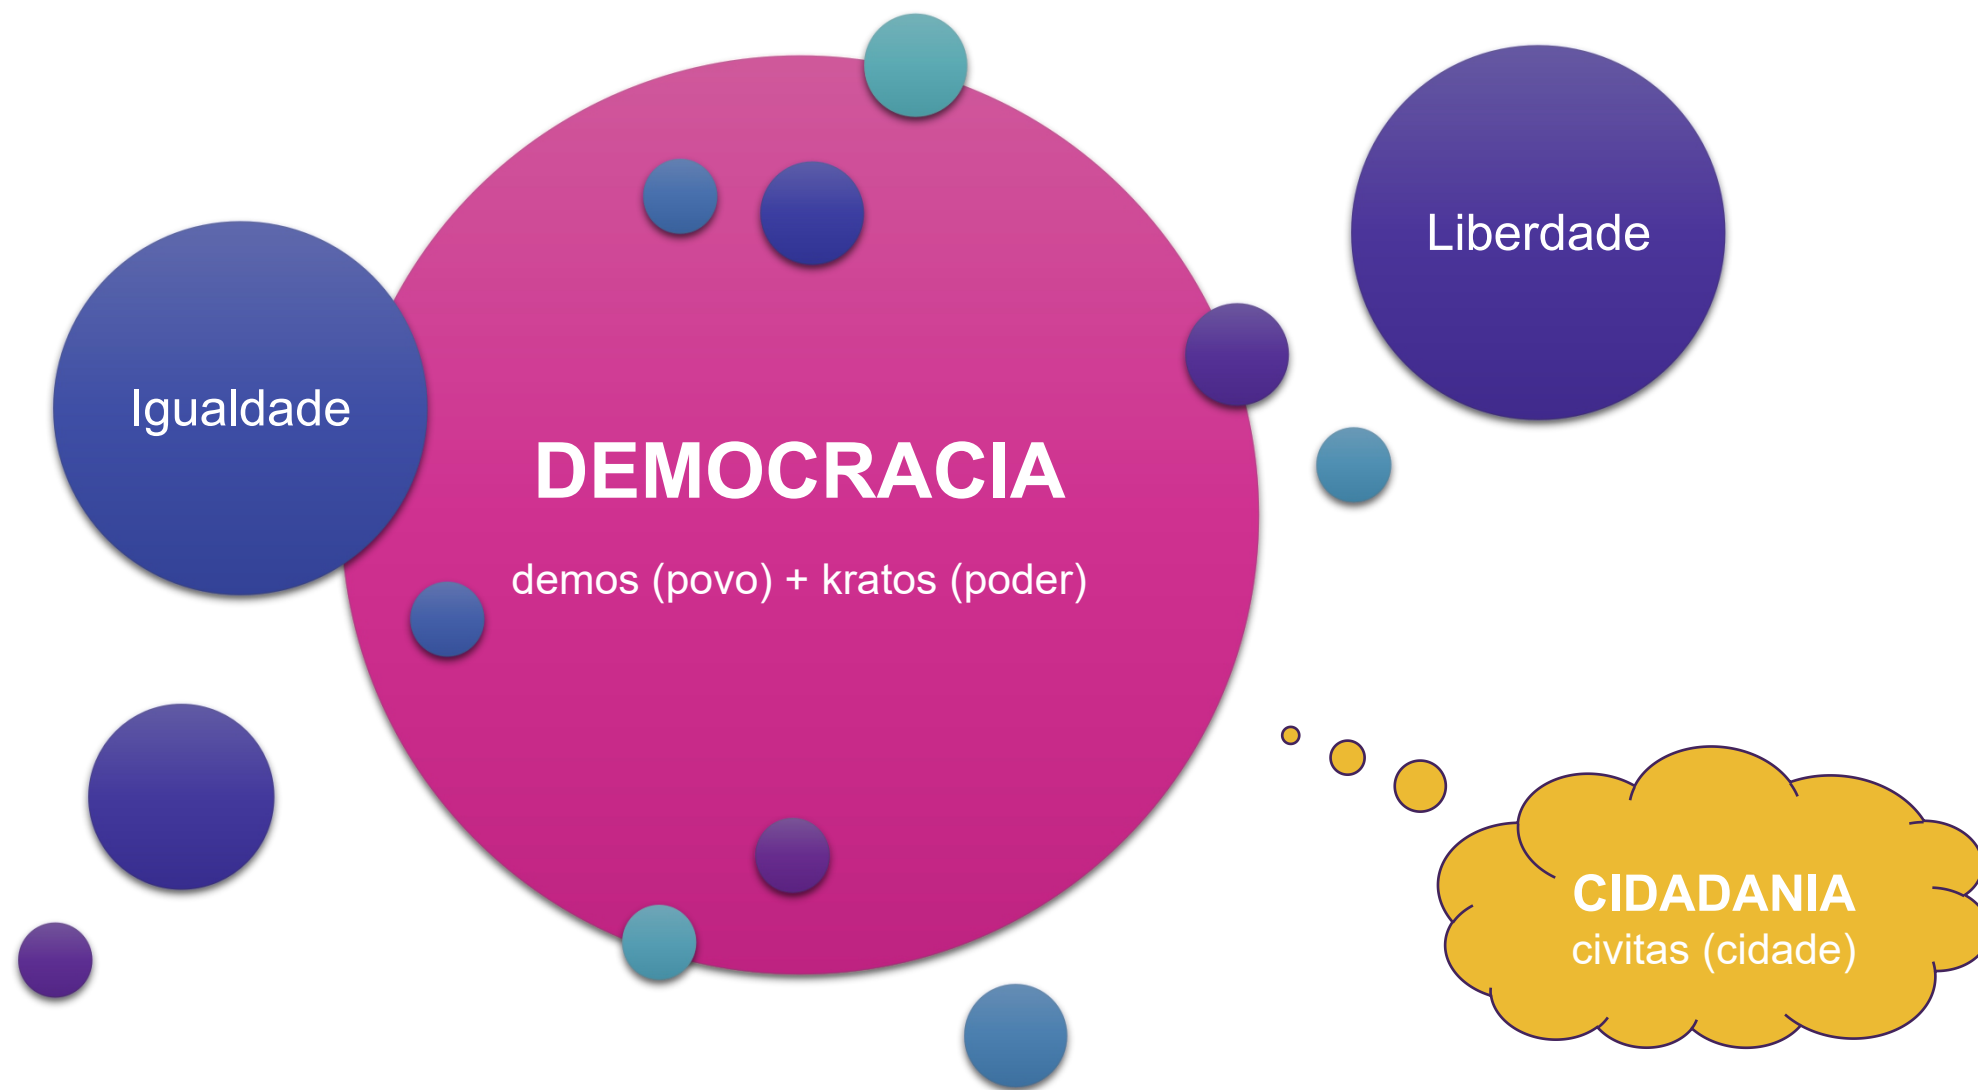 Liberdade
Igualdade
DEMOCRACIA
demos (povo) + kratos (poder)
CIDADANIA
civitas (cidade)